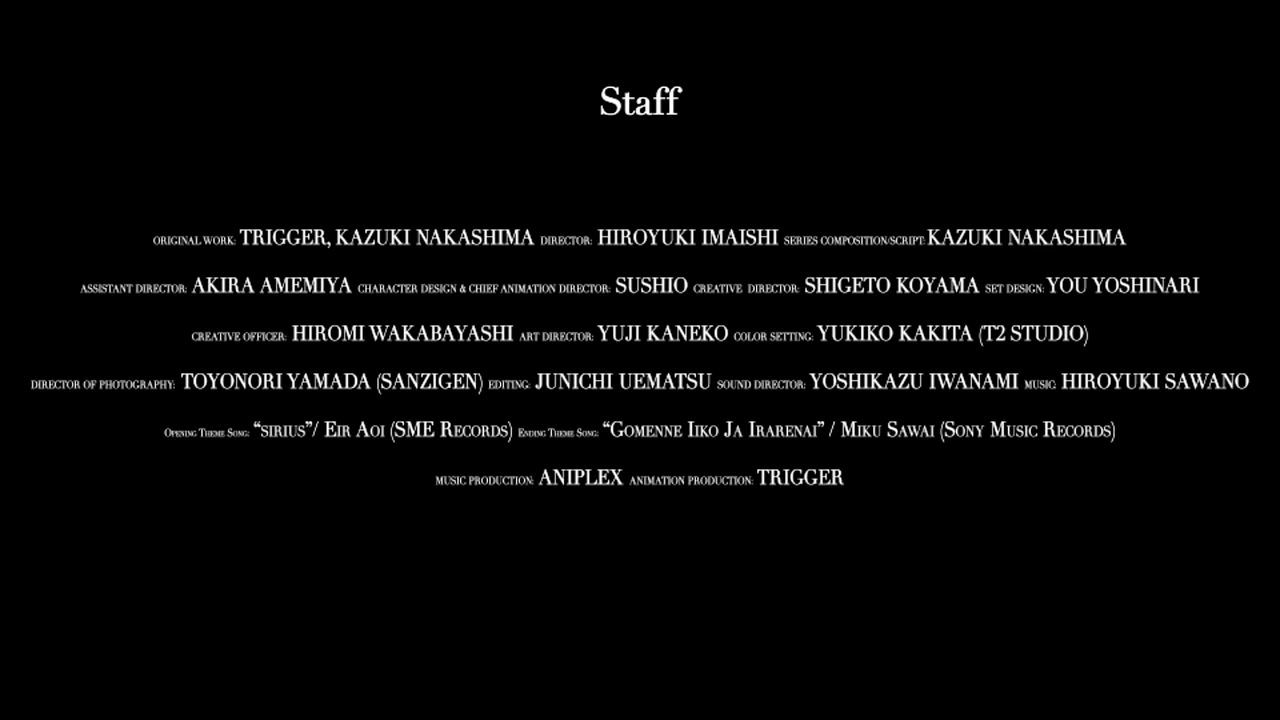 Staff
ORIGINAL WORK: TRIGGER, KAZUKI NAKASHIMA DIRECTOR: HIROYUKI IMAISHI SERIES COMPOSITION/SCRIPT: KAZUKI NAKASHIMA
ASSISTANT DIRECTOR: AKIRA AMEMIYA CHARACTER DESIGN & CHIEF ANIMATION DIRECTOR: SUSHIO CREATIVE DIRECTOR: SHIGETO KOYAMA SET DESIGN: YOU YOSHINARI
CREATIVE OFFICER: HIROMI WAKABAYASHI ART DIRECTOR: YUJI KANEKO COLOR SETTING: YUKIKO KAKITA (T2 STUDIO)
DIRECTOR OF PHOTOGRAPHY: TOYONORI YAMADA (SANZIGEN) EDITING: JUNICHI UEMATSU SOUND DIRECTOR: YOSHIKAZU IWANAMI MUSIC: HIROYUKI SAWANO
OPENING THEME SONG: “SIRIUS”/ EIR AOI (SME RECORDS) ENDING THEME SONG: “GOMENNE IIKO JA IRARENAI” / MIKU SAWAI (SONY MUSIC RECORDS)
MUSIC PRODUCTION: ANIPLEX ANIMATION PRODUCTION: TRIGGER